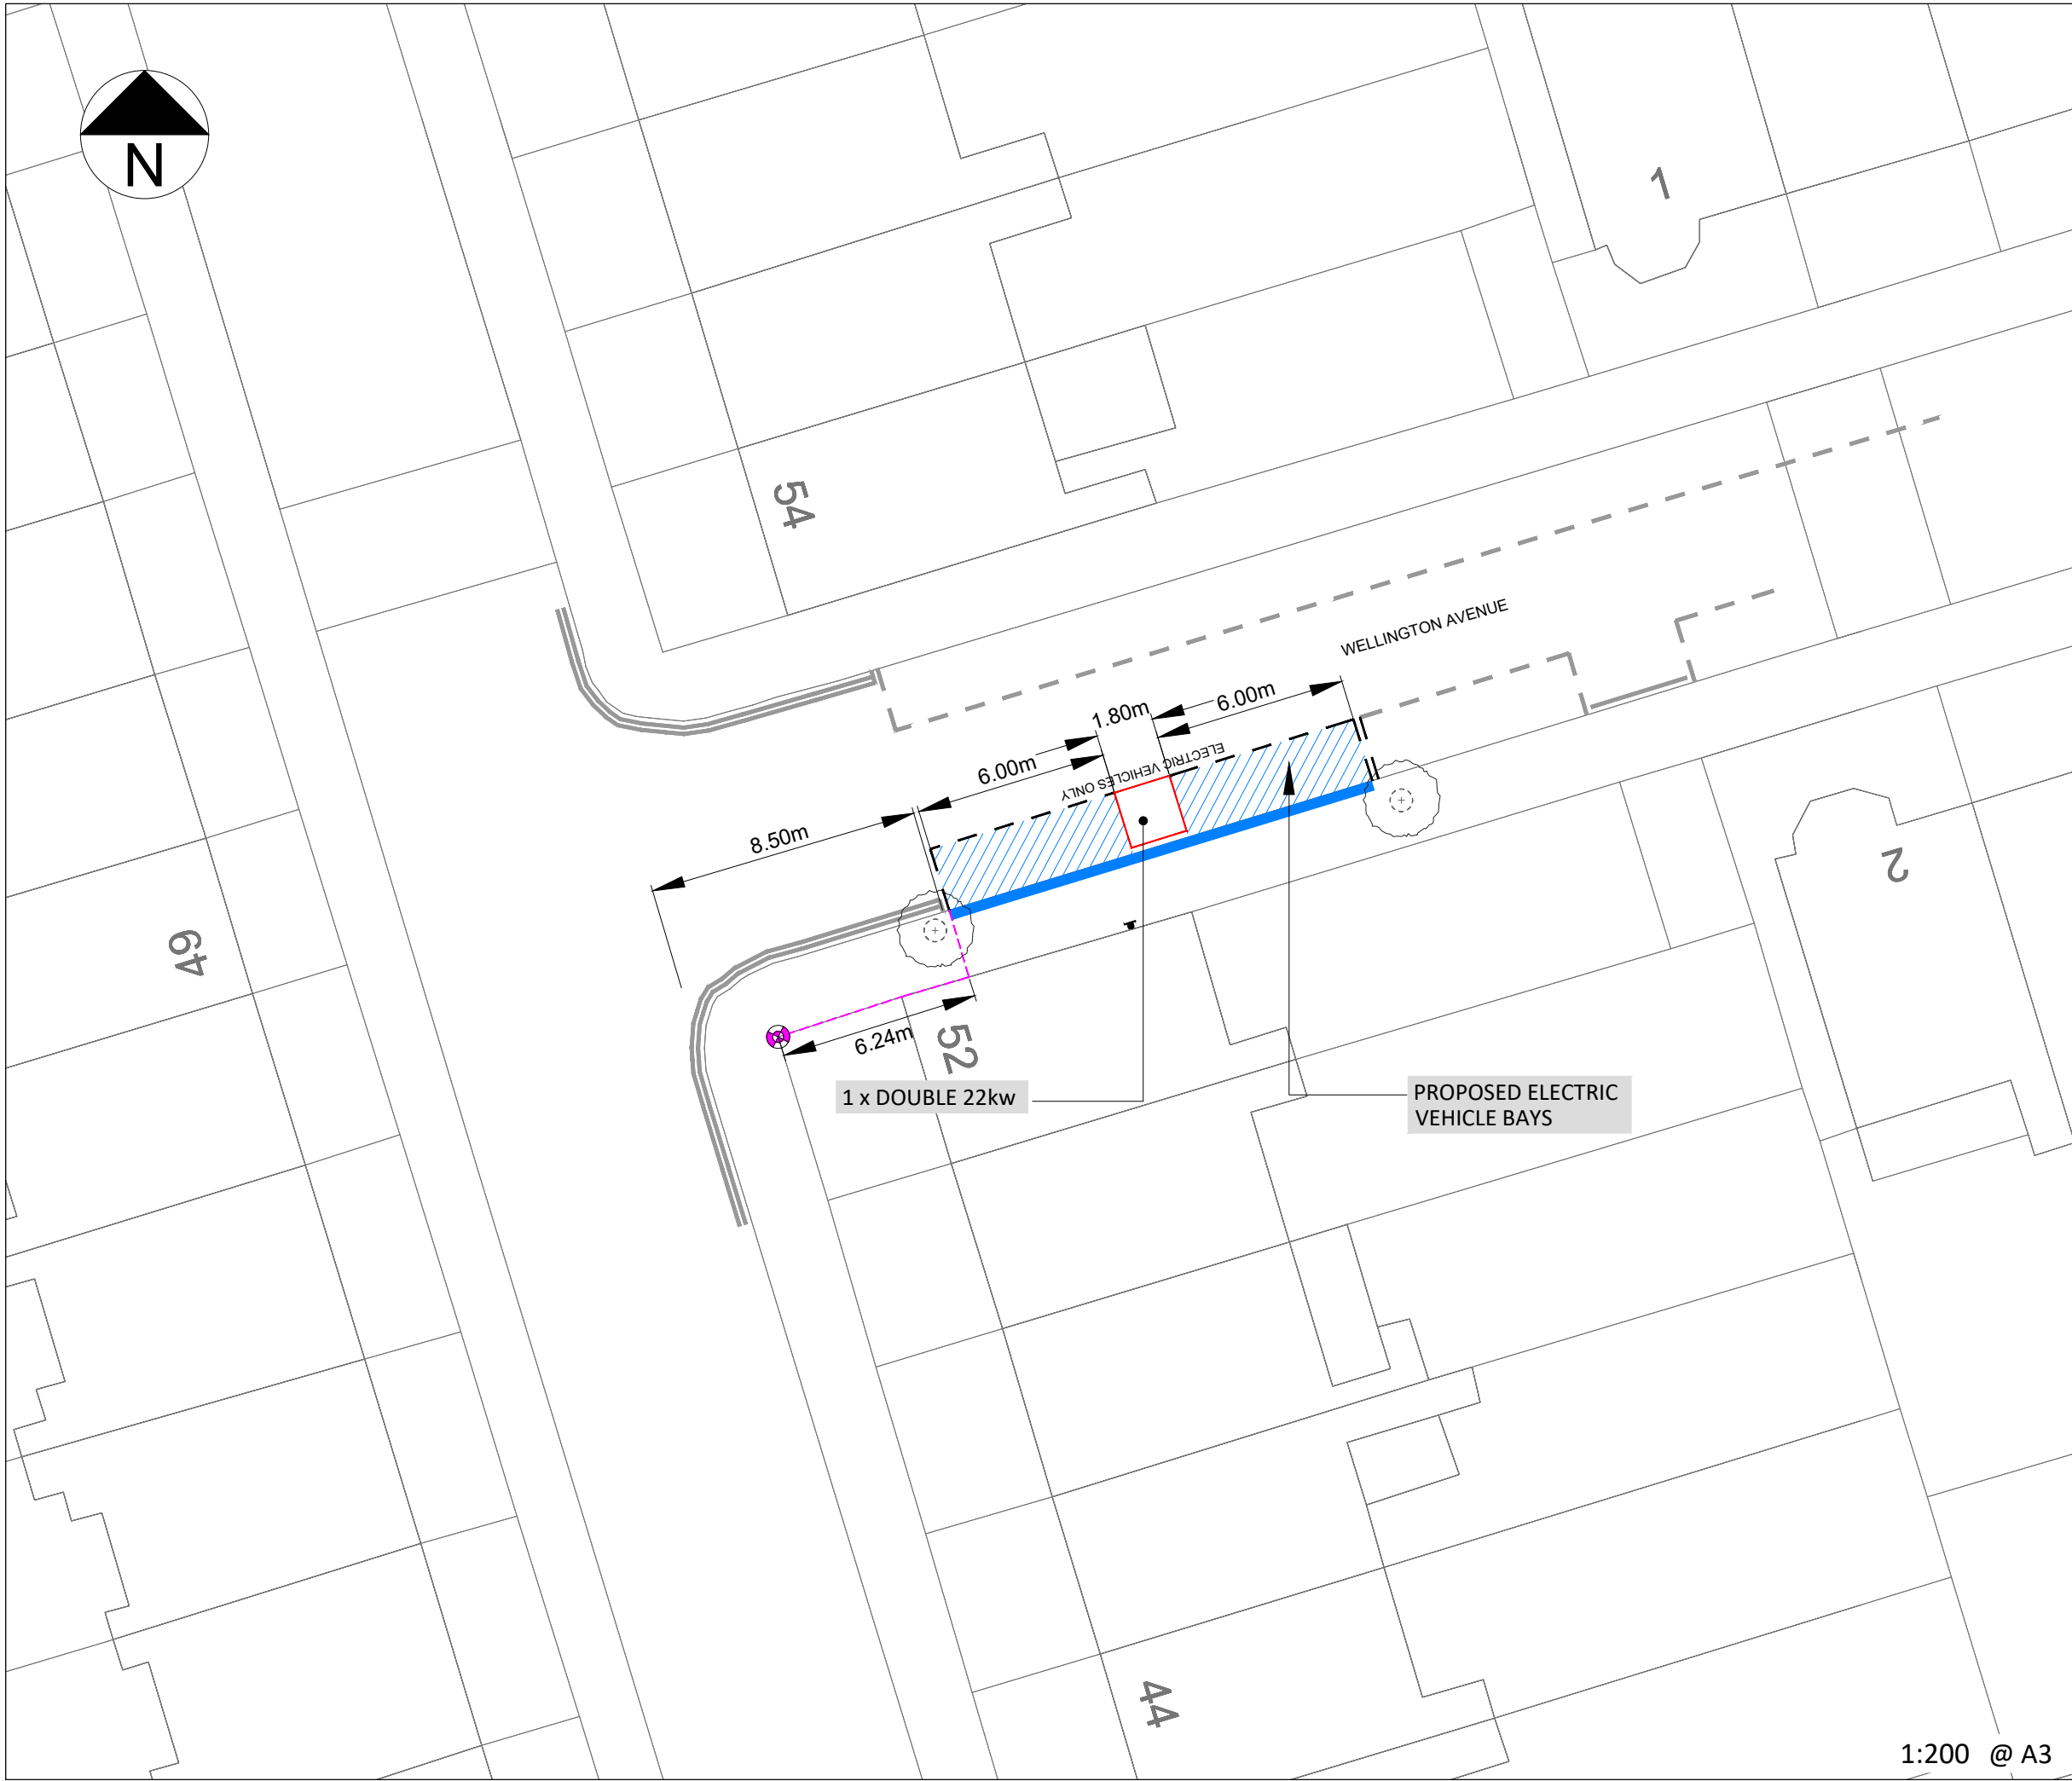 N
1
54
WELLINGTON AVENUE
6.00m
1.80m
6.00m
ELECTRIC VEHICLES ONLY
8.50m
2
49
6.24m
52
1 x DOUBLE 22kw
PROPOSED ELECTRIC
VEHICLE BAYS
44
1:200 @ A3